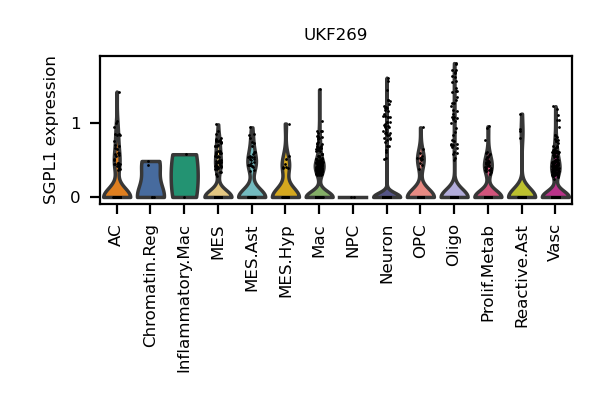 UKF269
SGPL1 expression
1
0
AC
Chromatin.Reg
Inflammatory.Mac
MES
MES.Ast
MES.Hyp
Mac
NPC
Neuron
OPC
Oligo
Prolif.Metab
Reactive.Ast
Vasc